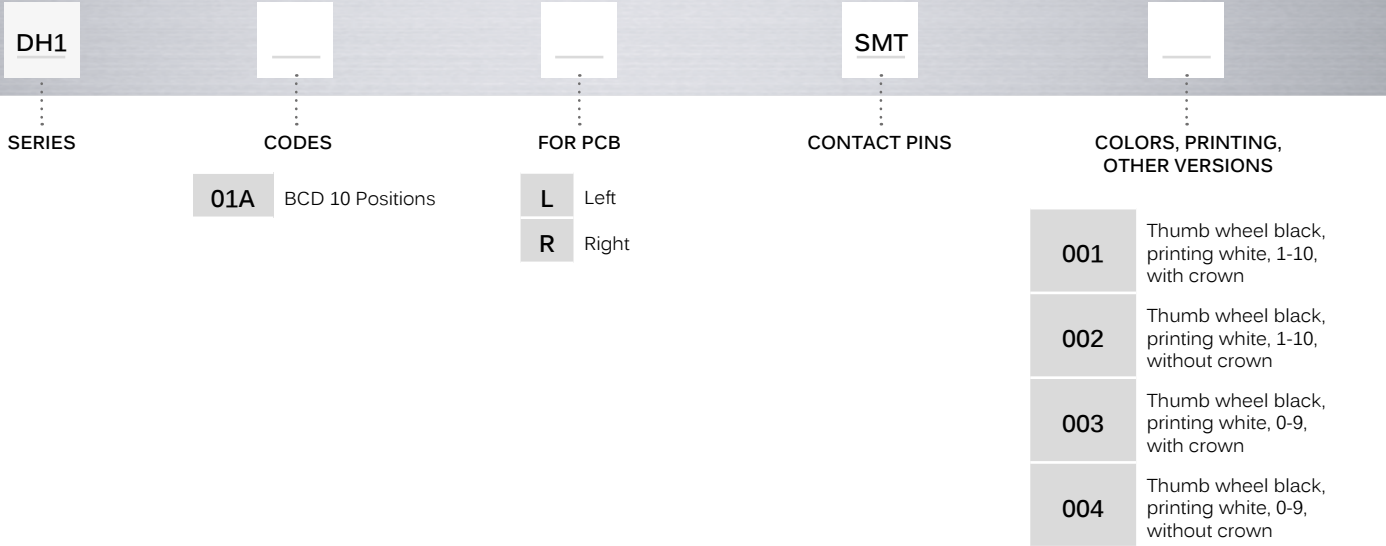 DH1
SMT
SERIES
CODES
FOR PCB
CONTACT PINS
COLORS, PRINTING,
OTHER VERSIONS
01A BCD 10 Positions
L Left
R Right
001 Thumb wheel black,
printing white, 1-10,
with crown
002 Thumb wheel black,
printing white, 1-10,
without crown
003 Thumb wheel black,
printing white, 0-9,
with crown
004 Thumb wheel black,
printing white, 0-9,
without crown